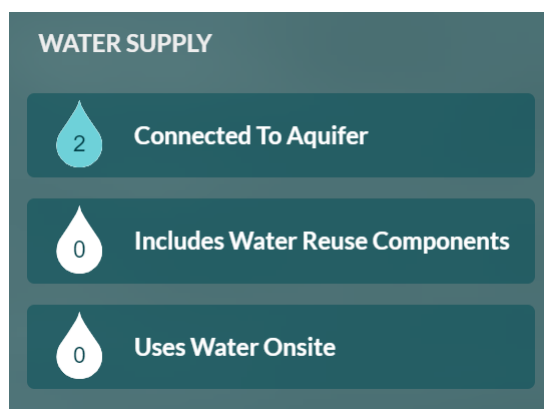 WATER SUPPLY
2 Connected To Aquifer
0 Includes Water Reuse Components
0 Uses Water Onsite